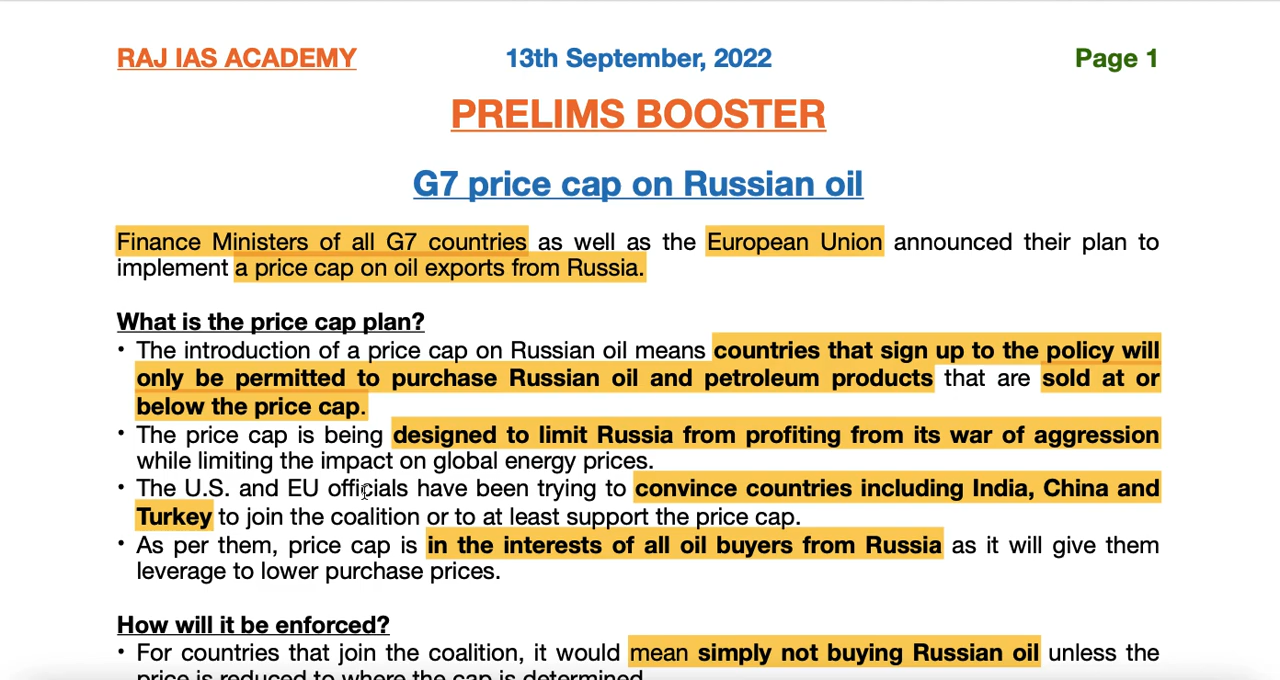 RAJ IAS ACADEMY 13th September, 2022 Page 1
PRELIMS BOOSTER
G7 price cap on Russian oil
Finance Ministers of all G7 countries as well as the European Union announced their plan to
implement a price cap on oil exports from Russia.
What is the price cap plan?
• The introduction of a price cap on Russian oil means countries that sign up to the policy will
only be permitted to purchase Russian oil and petroleum products that are sold at or
below the price cap.
• The price cap is being designed to limit Russia from profiting from its war of aggression
while limiting the impact on global energy prices.
• The U.S. and EU officials have been trying to convince countries including India, China and
Turkey to join the coalition or to at least support the price cap.
• As per them, price cap is in the interests of all oil buyers from Russia as it will give them
leverage to lower purchase prices.
How will it be enforced?
• For countries that join the coalition, it would mean simply not buying Russian oil unless the
price is reduced to where the cap is determined.